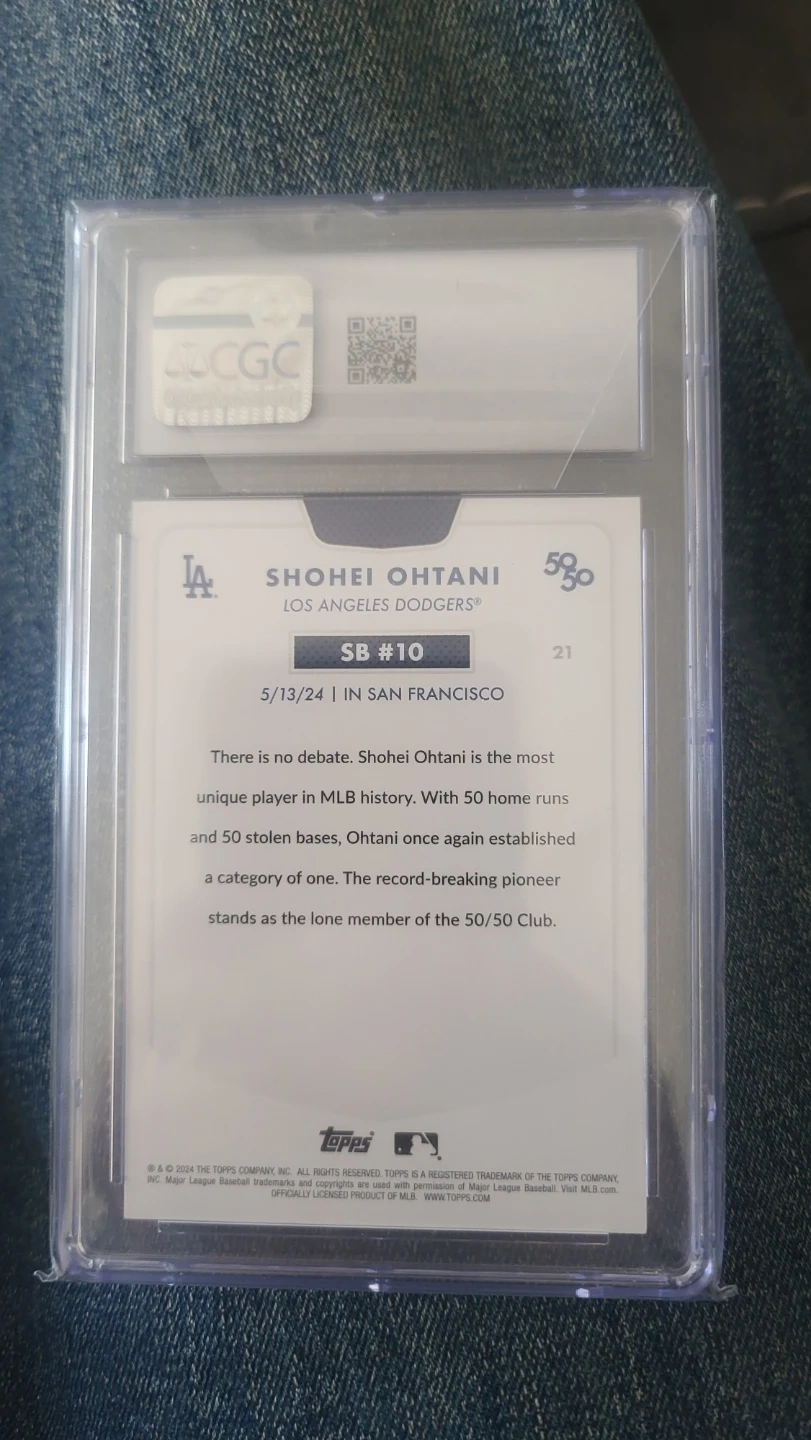 CGC
LA
SHOHEI OHTANI
50
50
LOS ANGELES DODGERS®
SB #10
21
5/13/24 | IN SAN FRANCISCO
There is no debate. Shohei Ohtani is the most
unique player in MLB history. With 50 home runs
and 50 stolen bases, Ohtani once again established
a category of one. The record-breaking pioneer
stands as the lone member of the 50/50 Club.
topps
® & © 2024 THE TOPPS COMPANY, INC. ALL RIGHTS RESERVED. TOPPS IS A REGISTERED TRADEMARK OF THE TOPPS COMPANY,
INC. Major League Baseball trademarks and copyrights are used with permission of Major League Baseball. Visit MLB.com.
OFFICIALLY LICENSED PRODUCT OF MLB. WWW.TOPPS.COM